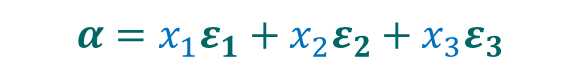 α = x₁ε₁ + x₂ε₂ + x₃ε₃